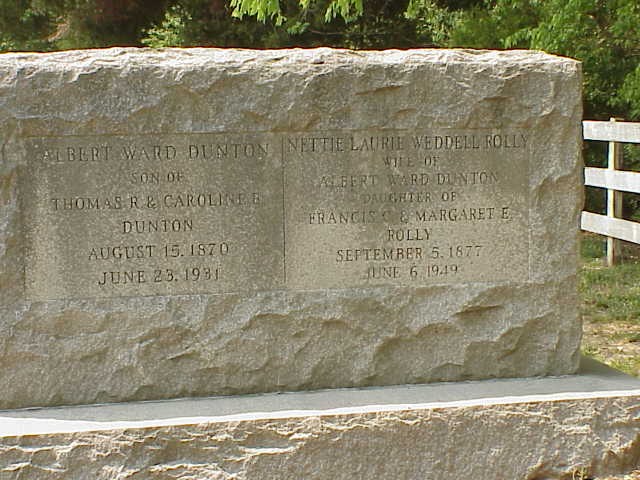 ALBERT WARD DUNTON
SON OF
THOMAS R. & CAROLINE B.
DUNTON
AUGUST 15, 1870
JUNE 23, 1931
NETTIE LAURIE WEDDELL ROLLY
WIFE OF
ALBERT WARD DUNTON
DAUGHTER OF
FRANCIS C. & MARGARET E.
ROLLY
SEPTEMBER 5, 1877
JUNE 6, 1949